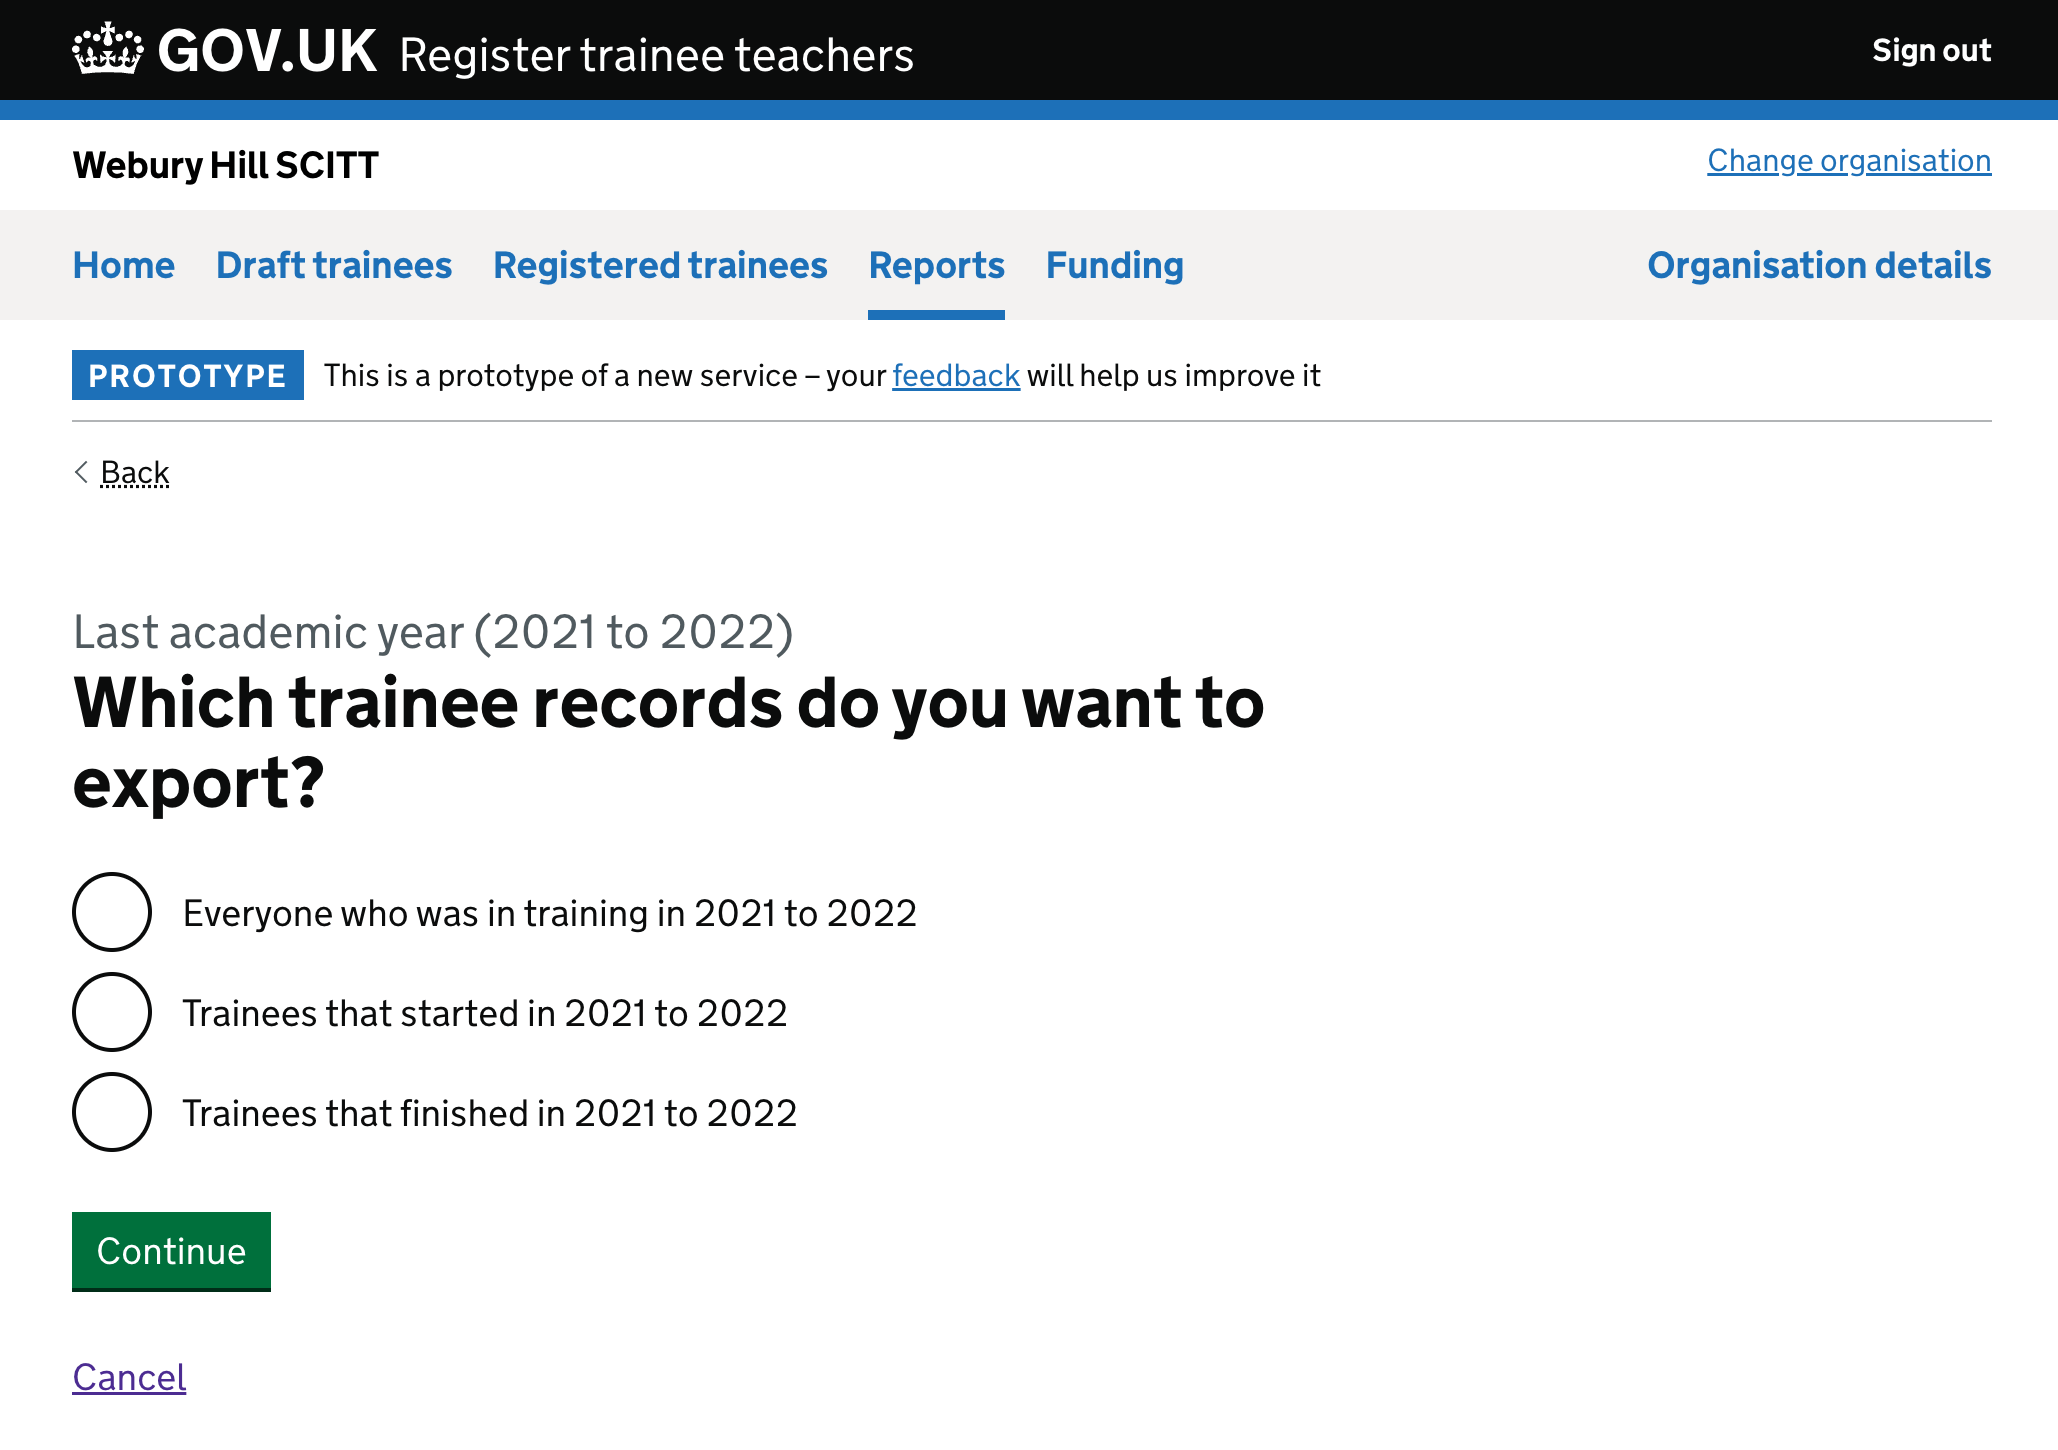 GOV.UK Register trainee teachers Sign out
Webury Hill SCITT Change organisation
Home Draft trainees Registered trainees Reports Funding Organisation details
PROTOTYPE This is a prototype of a new service – your feedback will help us improve it
Back
Last academic year (2021 to 2022)
Which trainee records do you want to
export?
Everyone who was in training in 2021 to 2022
Trainees that started in 2021 to 2022
Trainees that finished in 2021 to 2022
Continue
Cancel